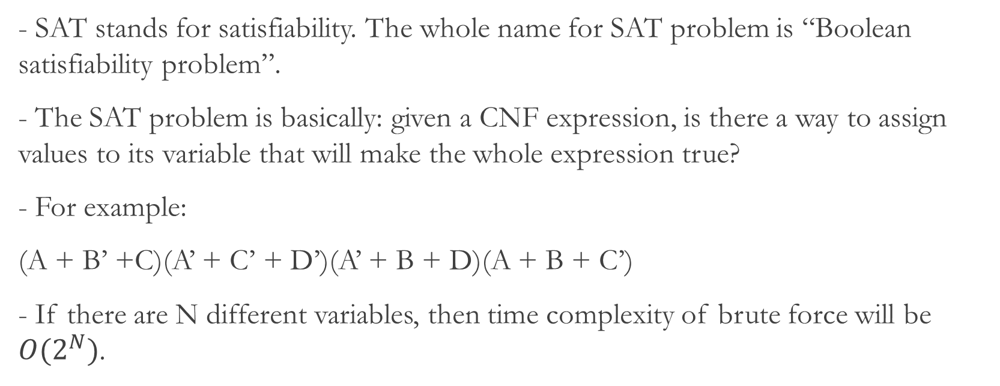 - SAT stands for satisfiability. The whole name for SAT problem is “Boolean
satisfiability problem”.
- The SAT problem is basically: given a CNF expression, is there a way to assign
values to its variable that will make the whole expression true?
- For example:
(A + B’ +C)(A’ + C’ + D’)(A’ + B + D)(A + B + C’)
- If there are N different variables, then time complexity of brute force will be
𝑂(2^𝑁).